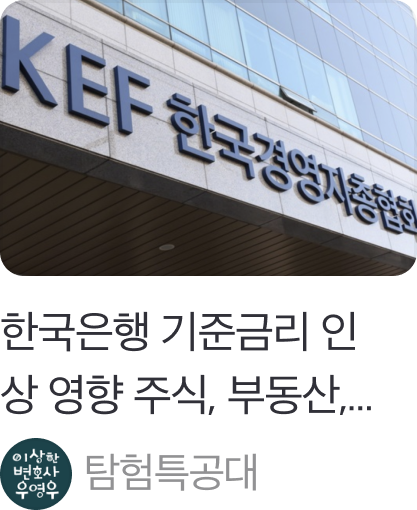 KEF 한국경영자총협회
한국은행 기준금리 인
상 영향 주식, 부동산,...
이상한
변호사
우영우
탐험특공대